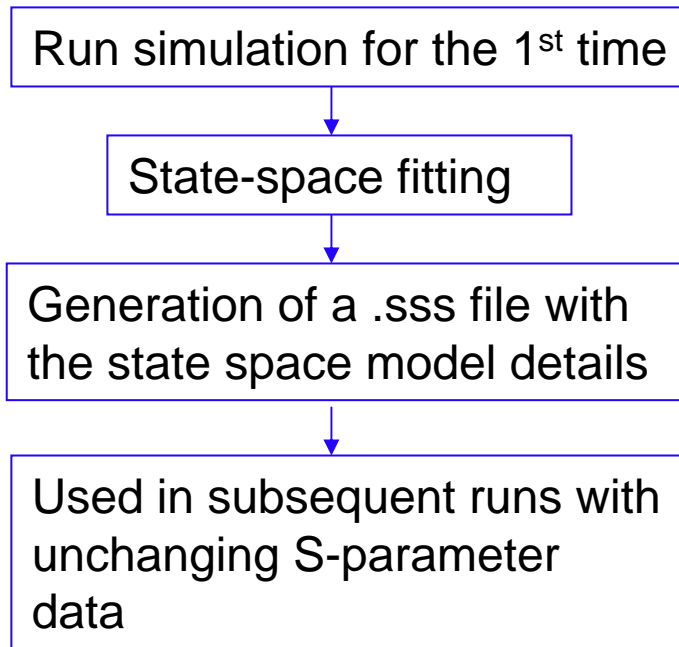 Run simulation for the 1st time
State-space fitting
Generation of a .sss file with
the state space model details
Used in subsequent runs with
unchanging S-parameter
data